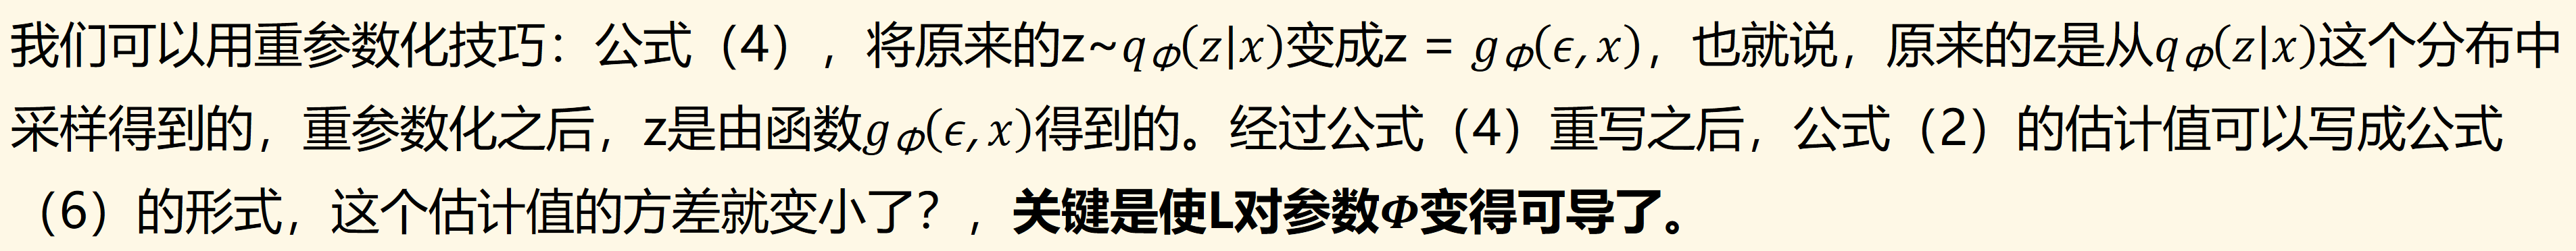 我们可以用重参数化技巧：公式（4），将原来的z~qΦ(z|x)变成z = gΦ(ϵ, x)，也就说，原来的z是从qΦ(z|x)这个分布中
采样得到的，重参数化之后，z是由函数gΦ(ϵ, x)得到的。经过公式（4）重写之后，公式（2）的估计值可以写成公式
（6）的形式，这个估计值的方差就变小了？，关键是使L对参数Φ变得可导了。